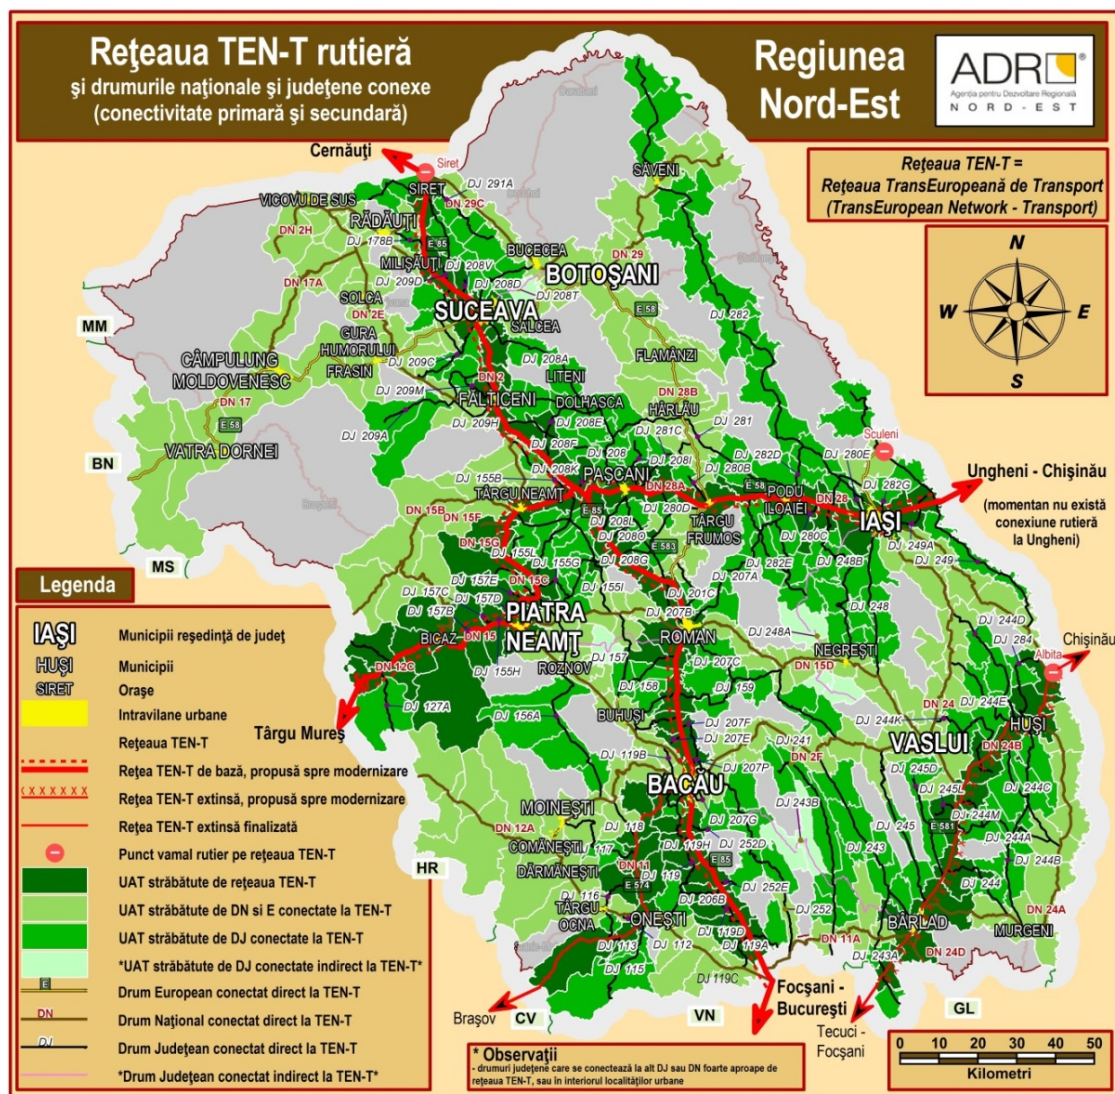 Reţeaua TEN-T rutieră
şi drumurile naţionale şi judeţene conexe
(conectivitate primară şi secundară)
Regiunea
Nord-Est
ADR
Agenţia pentru Dezvoltare Regională
NORD-EST
Reţeaua TEN-T =
Reţeaua TransEuropeană de Transport
(TransEuropean Network - Transport)
N
W
E
S
Cernăuţi
Siret
SIRET
DJ 291A
DN 29C
SĂVENI
VICOVU DE SUS
RĂDĂUŢI
DN 2H
DJ 178B
E 85
BUCECEA
DN 29
MILIŞĂUŢI
DJ 208V
DJ 209D
DJ 208D
BOTOŞANI
DN 17A
SOLCA
DJ 208T
DN 2E
SUCEAVA
E 58
DJ 282
MM
GURA
HUMORULUI
SALCEA
CÂMPULUNG
MOLDOVENESC
FRASIN
DJ 209C
DJ 208A
FLAMÂNZI
DN 2
LITENI
DJ 209M
FĂLTICENI
DOLHASCA
DN 28B
DN 17
HÂRLĂU
DJ 209H
DJ 208E
DJ 281
E 58
DJ 209A
DJ 281C
Sculeni
DJ 208F
DJ 208
VATRA DORNEI
DJ 208I
DJ 282D
DJ 280E
BN
DJ 208K
PAŞCANI
DJ 280B
DJ 155B
Ungheni - Chişinău
TÂRGU NEAMŢ
DN 28A
E 58
PODU
ILOAIEI
DN 28
DJ 282G
(momentan nu există
conexiune rutieră
la Ungheni)
E 85
DJ 280D
DN 15B
DN 15F
DJ 208L
TÂRGU
FRUMOS
IAŞI
DJ 280C
DJ 208O
DN 15G
DJ 155L
E 583
DJ 249A
DJ 208G
DJ 282E
DJ 248B
DJ 249
MS
DJ 155G
DJ 207A
DJ 157E
DN 15C
DJ 155I
DJ 201C
DJ 157C
DJ 157D
DJ 248
DJ 157B
PIATRA
NEAMŢ
DJ 207B
DJ 244D
BICAZ
DN 15
ROMAN
DJ 248A
DJ 284
Chişinău
NEGREŞTI
Albita
DN 12C
ROZNOV
DJ 157
DJ 207C
DJ 155H
DN 15D
DJ 158
DJ 159
DN 24
DJ 244E
DJ 127A
DJ 156A
BUHUŞI
DJ 244K
HUŞI
Târgu Mureş
DJ 207F
DJ 207E
DJ 241
VASLUI
DN 24B
DJ 119B
DN 2F
DJ 207P
DJ 245D
BACĂU
DJ 245L
DJ 244C
MOINEŞTI
DJ 243B
DJ 207G
DJ 244M
DN 12A
DJ 118
DJ 245
E 581
COMĂNEŞTI
DJ 117
DJ 119H
DJ 252D
DJ 243
DJ 244A
DĂRMĂNEŞTI
DN 11
E 85
DJ 244B
HR
DJ 119
E 574
DJ 252E
DJ 244
DJ 116
DJ 206B
DJ 252
TÂRGU
OCNA
ONEŞTI
DN 24A
BÂRLAD
MURGENI
DJ 119D
DJ 113
DJ 112
DJ 119A
DN 11A
DJ 243A
DN 24D
DJ 115
DJ 119C
Focşani -
Bucureşti
Braşov
CV
VN
GL
Tecuci -
Focşani
Legenda
IAŞI Municipii reşedinţă de judeţ
HUŞI Municipii
SIRET Oraşe
Intravilane urbane
Reţeaua TEN-T
Reţea TEN-T de bază, propusă spre modernizare
Reţea TEN-T extinsă, propusă spre modernizare
Reţea TEN-T extinsă finalizată
Punct vamal rutier pe reţeaua TEN-T
UAT străbătute de reţeaua TEN-T
UAT străbătute de DN si E conectate la TEN-T
UAT străbătute de DJ conectate la TEN-T
*UAT străbătute de DJ conectate indirect la TEN-T*
E Drum European conectat direct la TEN-T
DN Drum Naţional conectat direct la TEN-T
DJ Drum Judeţean conectat direct la TEN-T
*Drum Judeţean conectat indirect la TEN-T*
* Observaţii
- drumuri judeţene care se conectează la alt DJ sau DN foarte aproape de
reţeaua TEN-T, sau în interiorul localităţilor urbane
0 10 20 30 40 50
Kilometri